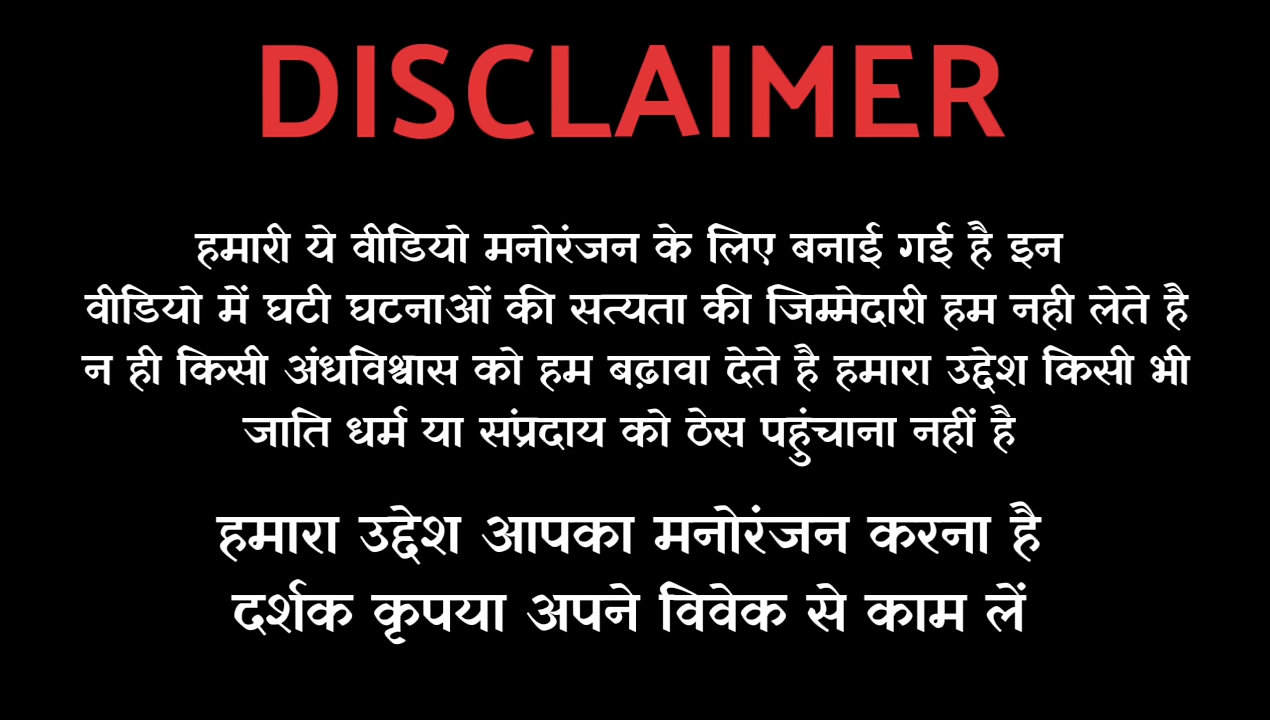 DISCLAIMER
हमारी ये वीडियो मनोरंजन के लिए बनाई गई है इन
वीडियो में घटी घटनाओं की सत्यता की जिम्मेदारी हम नही लेते है
न ही किसी अंधविश्वास को हम बढ़ावा देते है हमारा उद्देश किसी भी
जाति धर्म या संप्रदाय को ठेस पहुंचाना नहीं है
हमारा उद्देश आपका मनोरंजन करना है
दर्शक कृपया अपने विवेक से काम लें